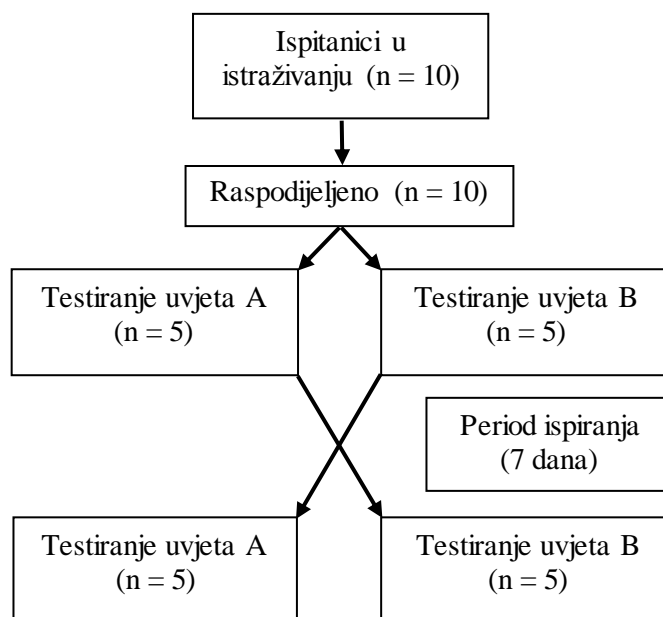 Ispitanici u
istraživanju (n = 10)
Raspodijeljeno (n = 10)
Testiranje uvjeta A
(n = 5)
Testiranje uvjeta B
(n = 5)
Period ispiranja
(7 dana)
Testiranje uvjeta A
(n = 5)
Testiranje uvjeta B
(n = 5)